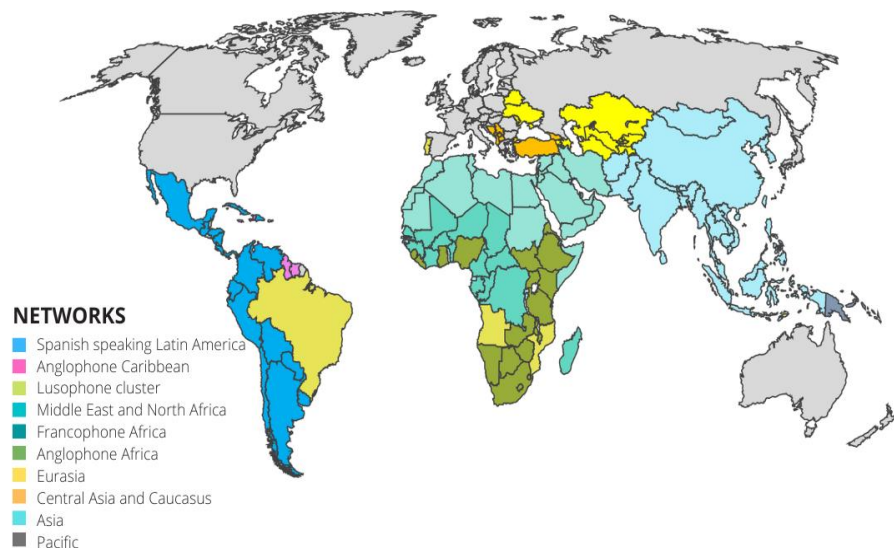 NETWORKS
Spanish speaking Latin America
Anglophone Caribbean
Lusophone cluster
Middle East and North Africa
Francophone Africa
Anglophone Africa
Eurasia
Central Asia and Caucasus
Asia
Pacific